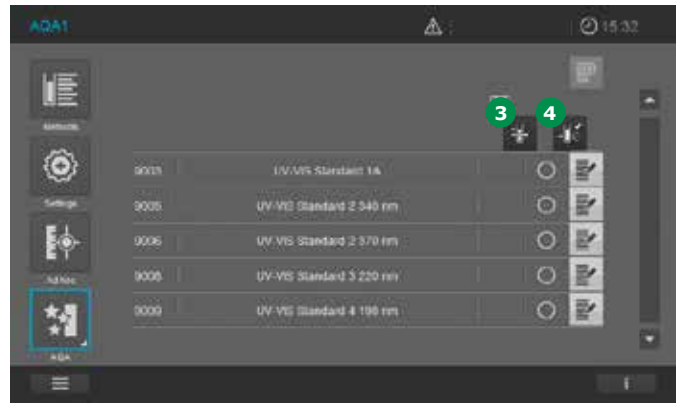 AQA1
15:32
3 4
Methods
9003 UV-VIS Standard 1A
Settings
9005 UV-VIS Standard 2 340 nm
9006 UV-VIS Standard 2 370 nm
9008 UV-VIS Standard 3 220 nm
9009 UV-VIS Standard 4 198 nm
AQA
i